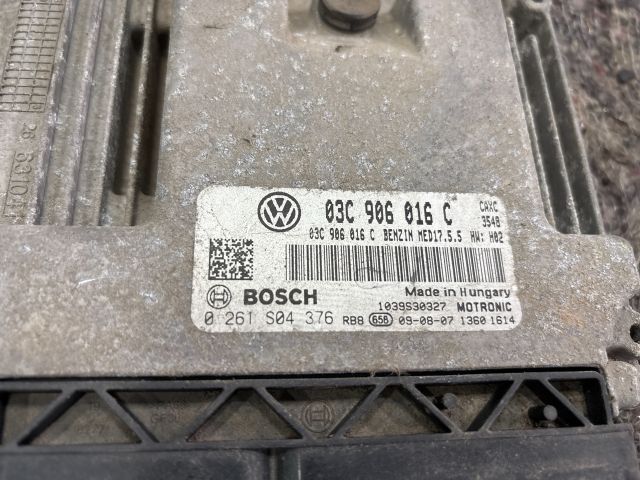 03C 906 016 C CAXC
3548
03C 906 016 C BENZIN MED17.5.5 HW: H02
BOSCH
Made in Hungary
1039S30327 MOTRONIC
0 261 S04 376 RB8 658 09-08-07 1360 1614